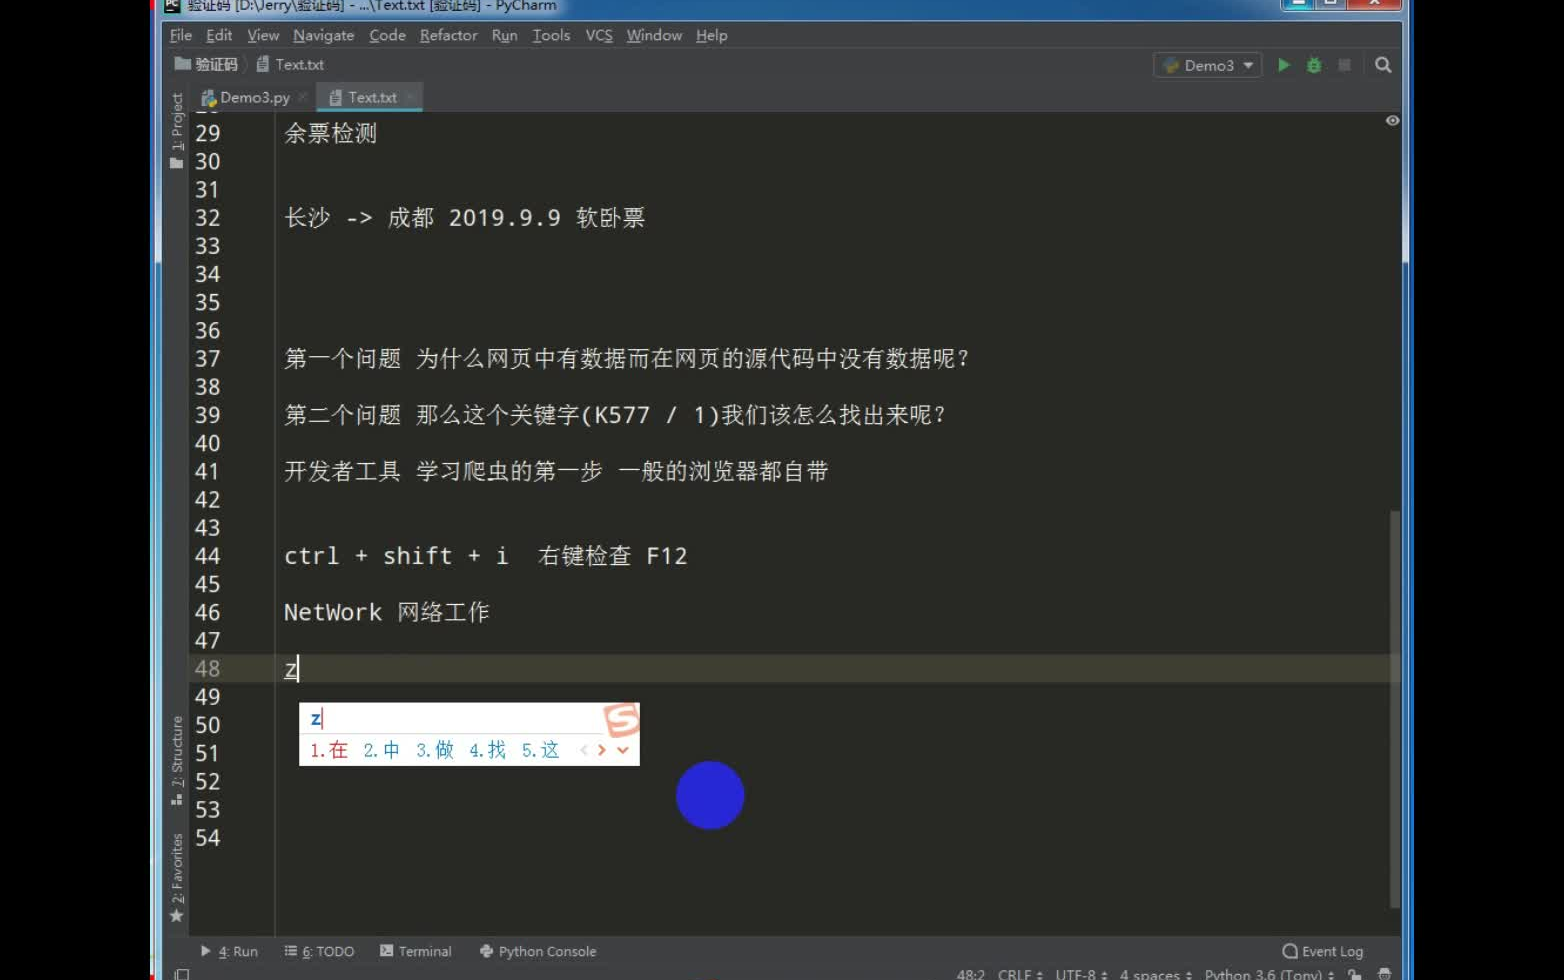 验证码 [D:\Jerry\验证码] - ...\Text.txt [验证码] - PyCharm
File Edit View Navigate Code Refactor Run Tools VCS Window Help
验证码 Text.txt Demo3
Demo3.py Text.txt
1: Project
29 余票检测
30
31
32 长沙 -> 成都 2019.9.9 软卧票
33
34
35
36
37 第一个问题 为什么网页中有数据而在网页的源代码中没有数据呢?
38
39 第二个问题 那么这个关键字(K577 / 1)我们该怎么找出来呢?
40
41 开发者工具 学习爬虫的第一步 一般的浏览器都自带
42
43
44 ctrl + shift + i 右键检查 F12
45
46 NetWork 网络工作
47
48 z
49
z
50
1.在 2.中 3.做 4.找 5.这
51
52
53
54
7: Structure
2: Favorites
4: Run 6: TODO Terminal Python Console Event Log
48:2 CRLF UTF-8 4 spaces Python 3.6 (Tony)